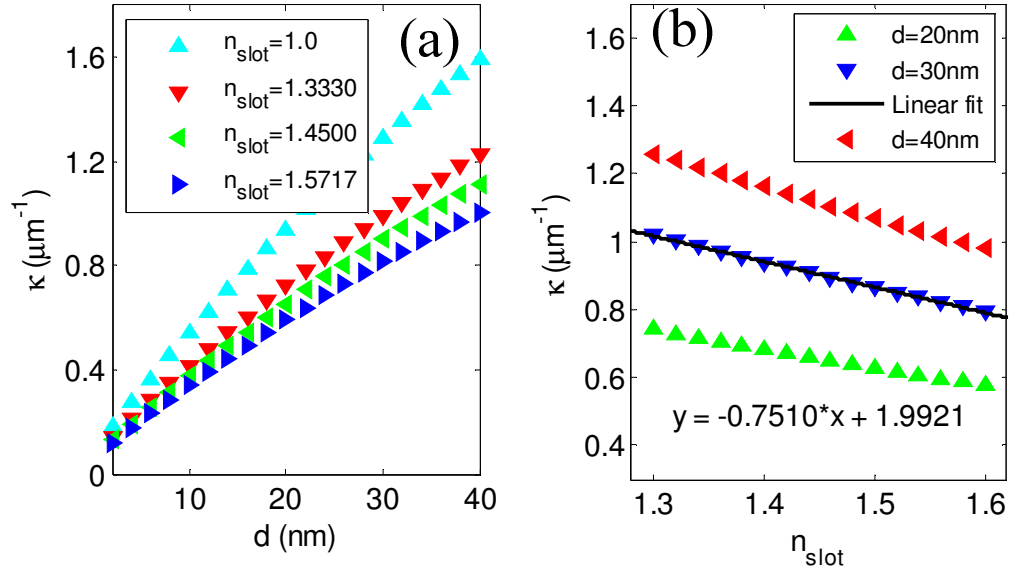 (a)
n_slot=1.0
n_slot=1.3330
n_slot=1.4500
n_slot=1.5717
1.6
1.2
0.8
0.4
0
κ (μm⁻¹)
10 20 30 40
d (nm)
(b)
d=20nm
d=30nm
Linear fit
d=40nm
1.6
1.4
1.2
1
0.8
0.6
0.4
κ (μm⁻¹)
y = -0.7510*x + 1.9921
1.3 1.4 1.5 1.6
n_slot